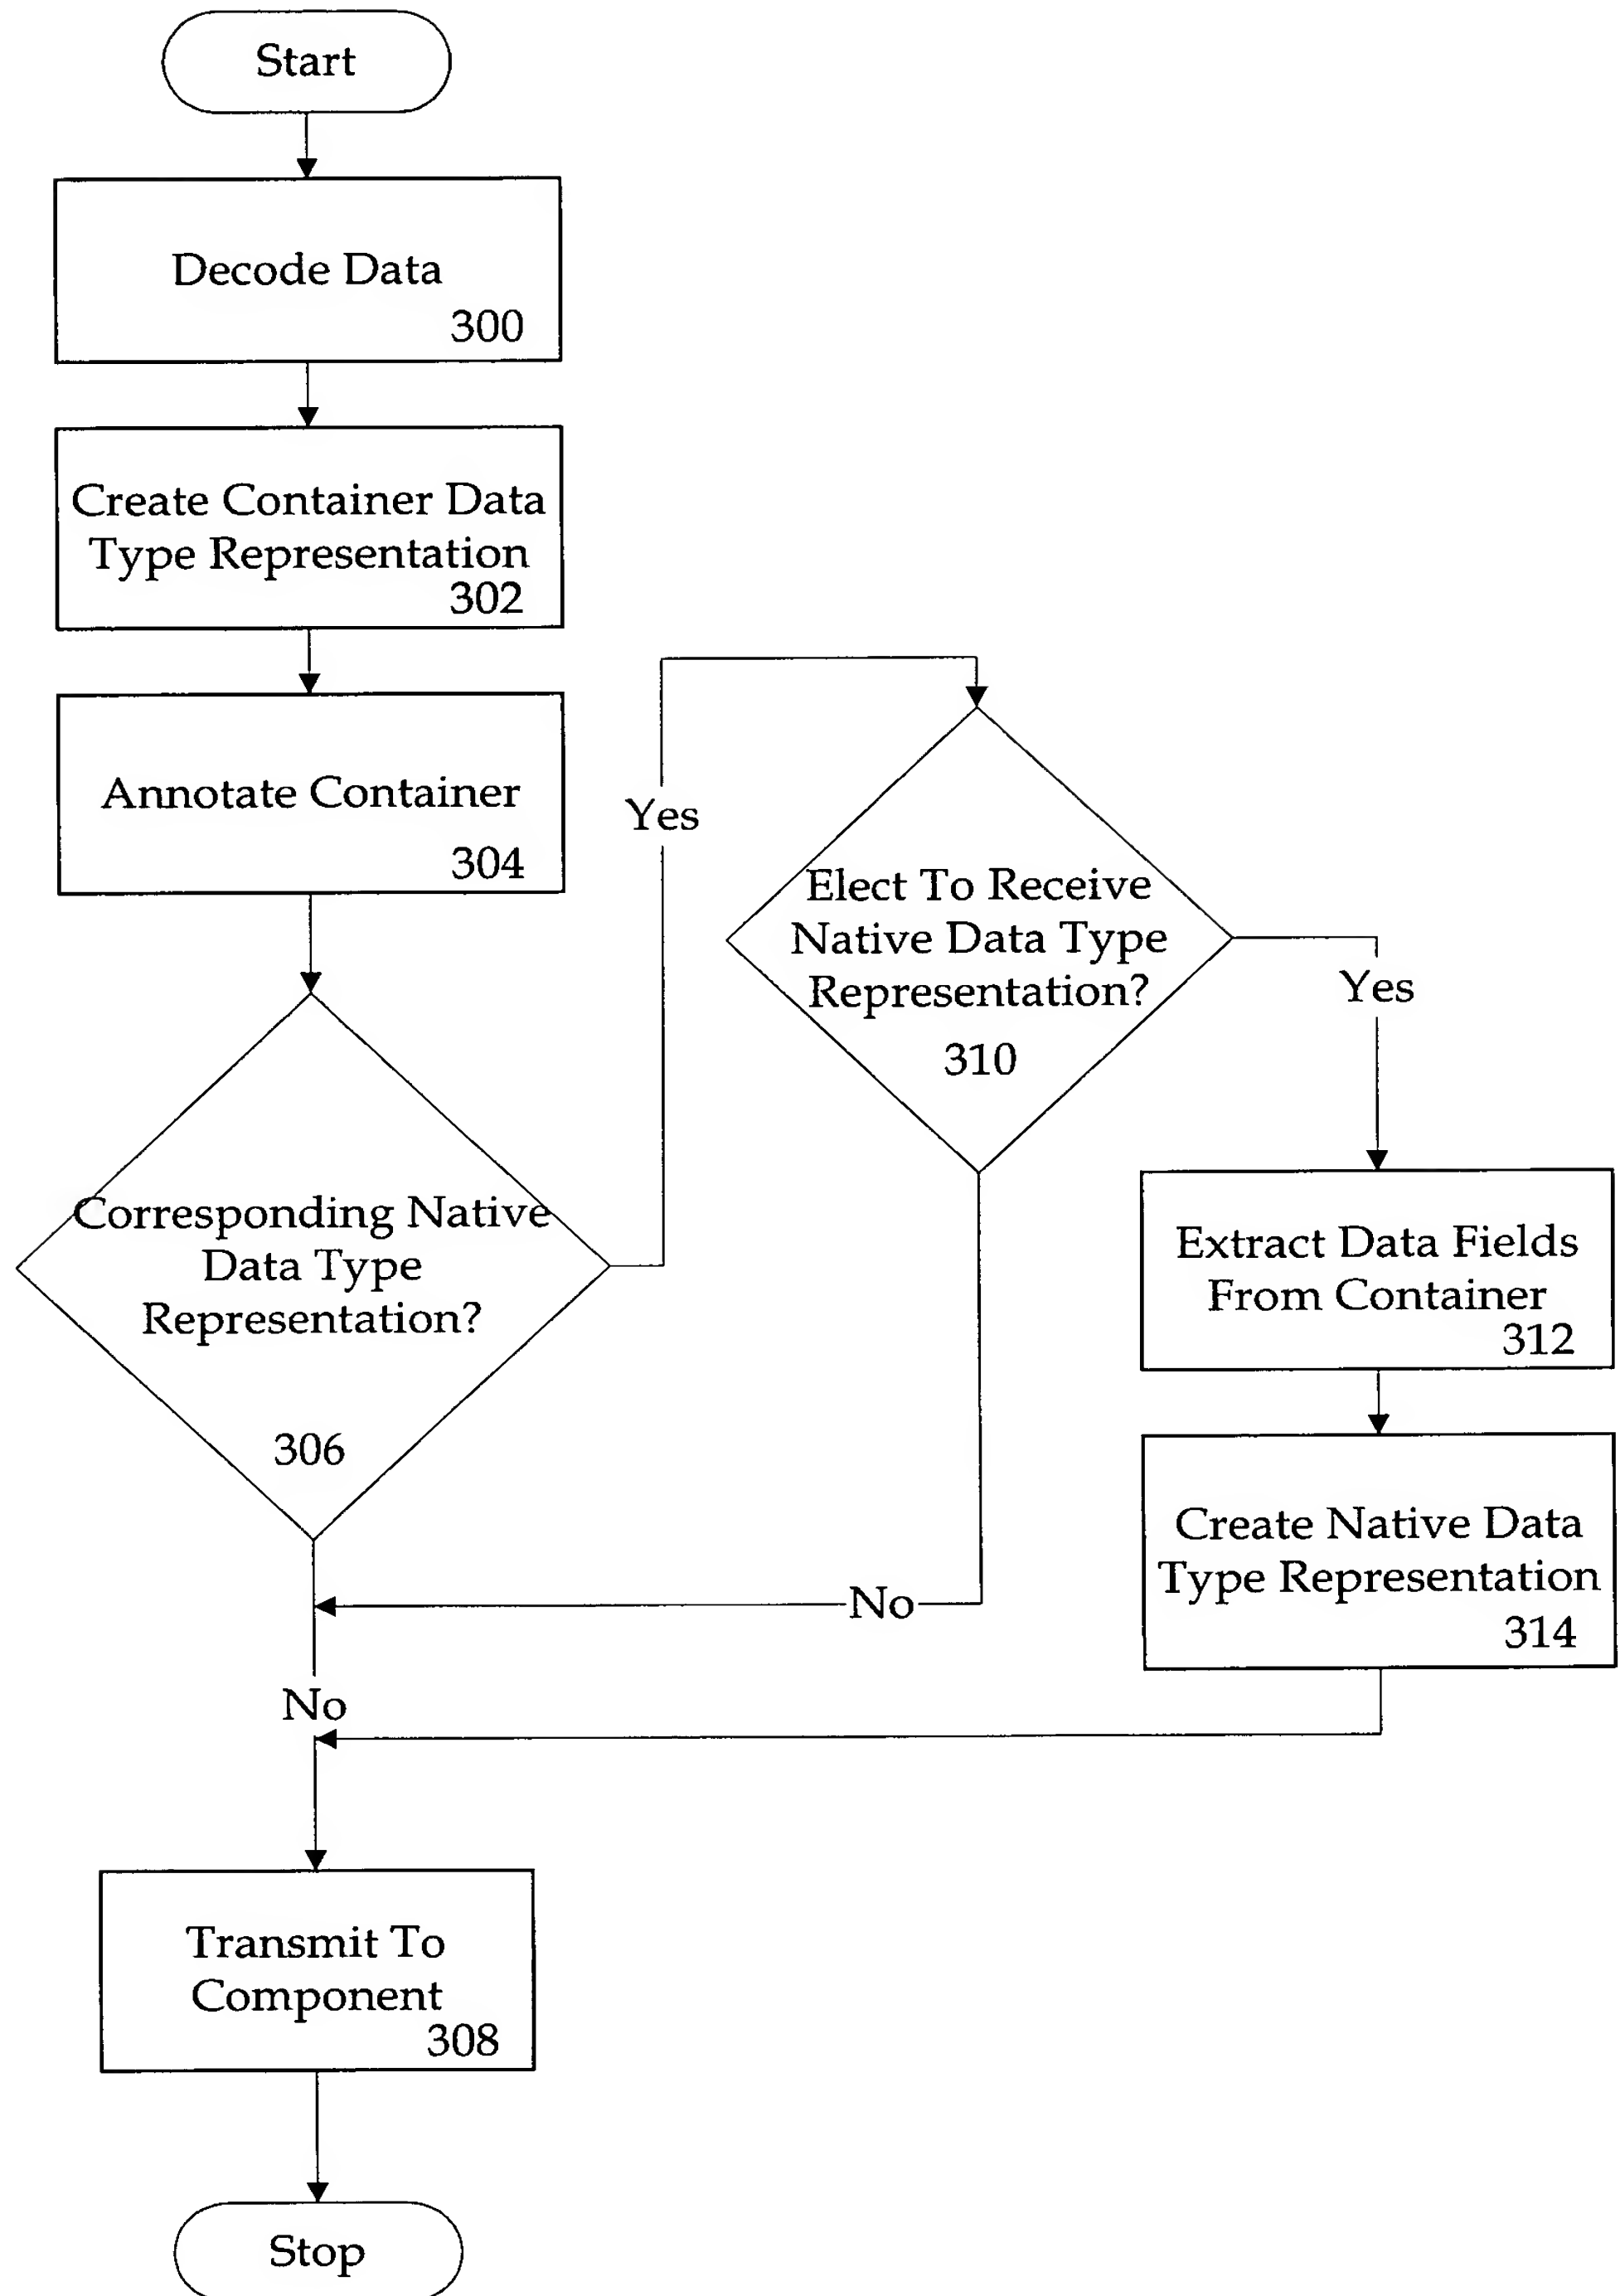 Start
Decode Data
300
Create Container Data
Type Representation
302
Annotate Container
304
Corresponding Native
Data Type
Representation?
306
Yes
Elect To Receive
Native Data Type
Representation?
310
Yes
Extract Data Fields
From Container
312
Create Native Data
Type Representation
314
No
No
Transmit To
Component
308
Stop